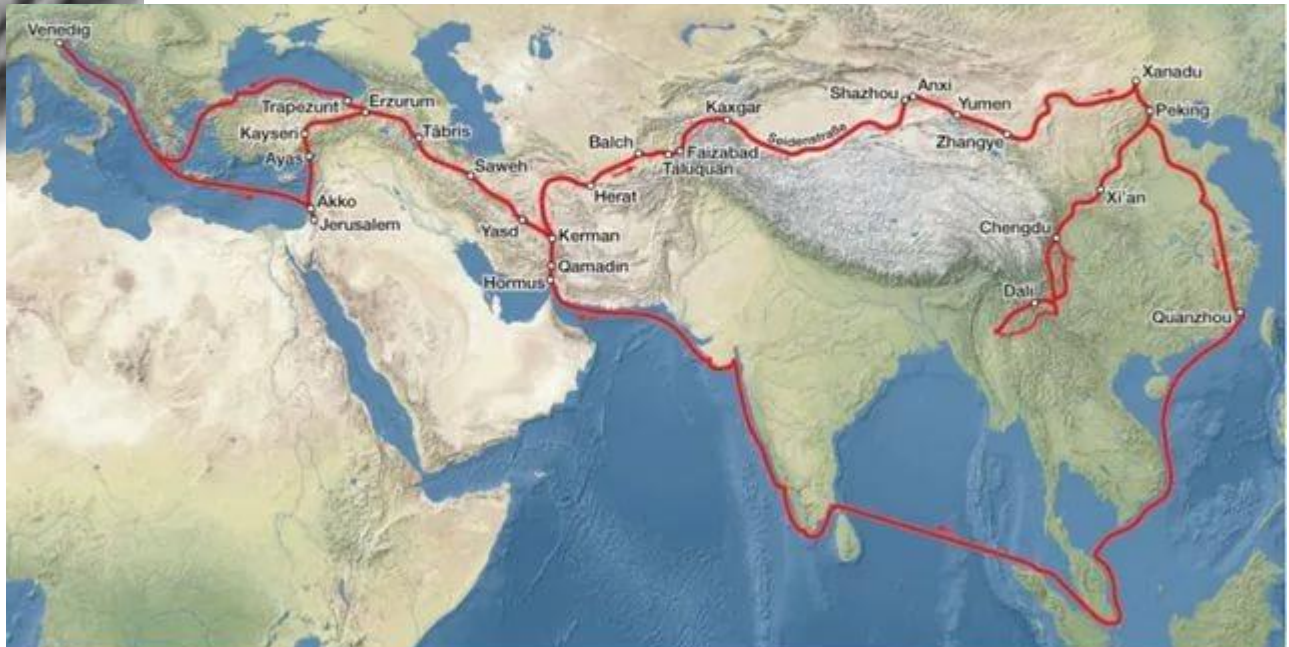 Venedig
Trapezunt
Erzurum
Kayseri
Täbris
Ayas
Saweh
Akko
Jerusalem
Yasd
Kerman
Qamadin
Hormus
Balch
Herat
Taluquan
Faizabad
Kaxgar
Seidenstraße
Shazhou
Anxi
Yumen
Zhangye
Xanadu
Peking
Xi'an
Chengdu
Dali
Quanzhou